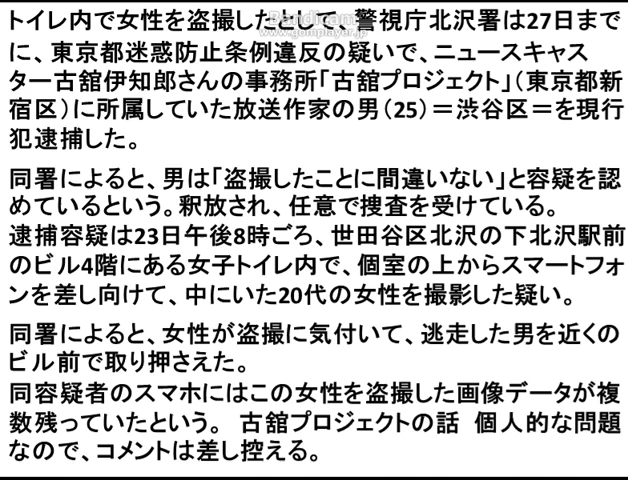 Bandicam
www.gomplayer.jp
トイレ内で女性を盗撮したとして、警視庁北沢署は27日まで
に、東京都迷惑防止条例違反の疑いで、ニュースキャス
ター古舘伊知郎さんの事務所「古舘プロジェクト」（東京都新
宿区）に所属していた放送作家の男（25）＝渋谷区＝を現行
犯逮捕した。
同署によると、男は「盗撮したことに間違いない」と容疑を認
めているという。釈放され、任意で捜査を受けている。
逮捕容疑は23日午後8時ごろ、世田谷区北沢の下北沢駅前
のビル4階にある女子トイレ内で、個室の上からスマートフォ
ンを差し向けて、中にいた20代の女性を撮影した疑い。
同署によると、女性が盗撮に気付いて、逃走した男を近くの
ビル前で取り押さえた。
同容疑者のスマホにはこの女性を盗撮した画像データが複
数残っていたという。 古舘プロジェクトの話 個人的な問題
なので、コメントは差し控える。